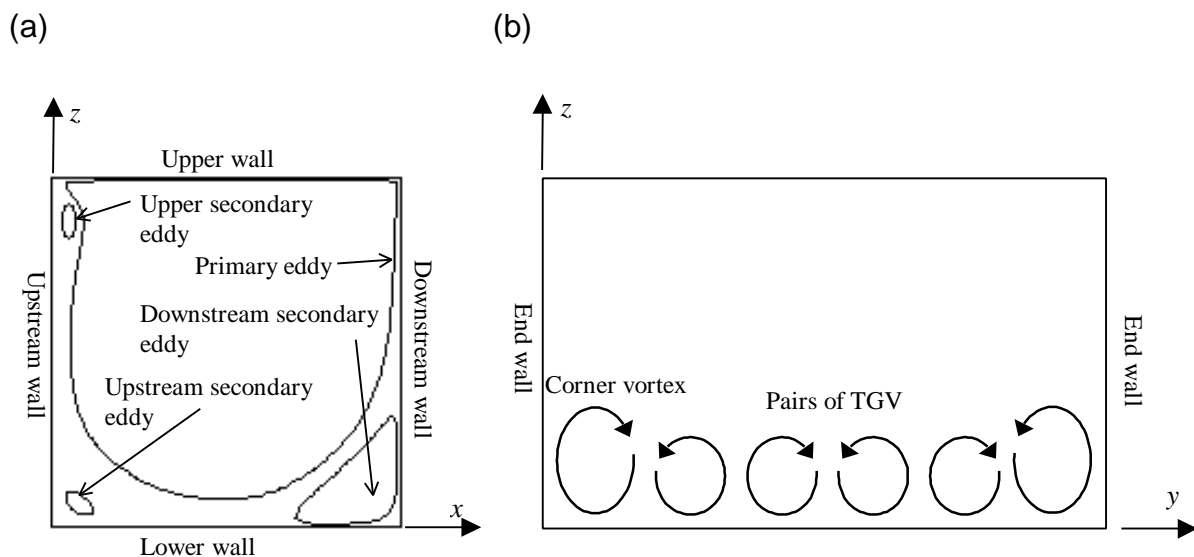 (a)
z
Upper wall
Upper secondary
eddy
Primary eddy
Downstream secondary
eddy
Upstream secondary
eddy
Upstream wall
Downstream wall
x
Lower wall
(b)
z
End wall
End wall
Corner vortex
Pairs of TGV
y